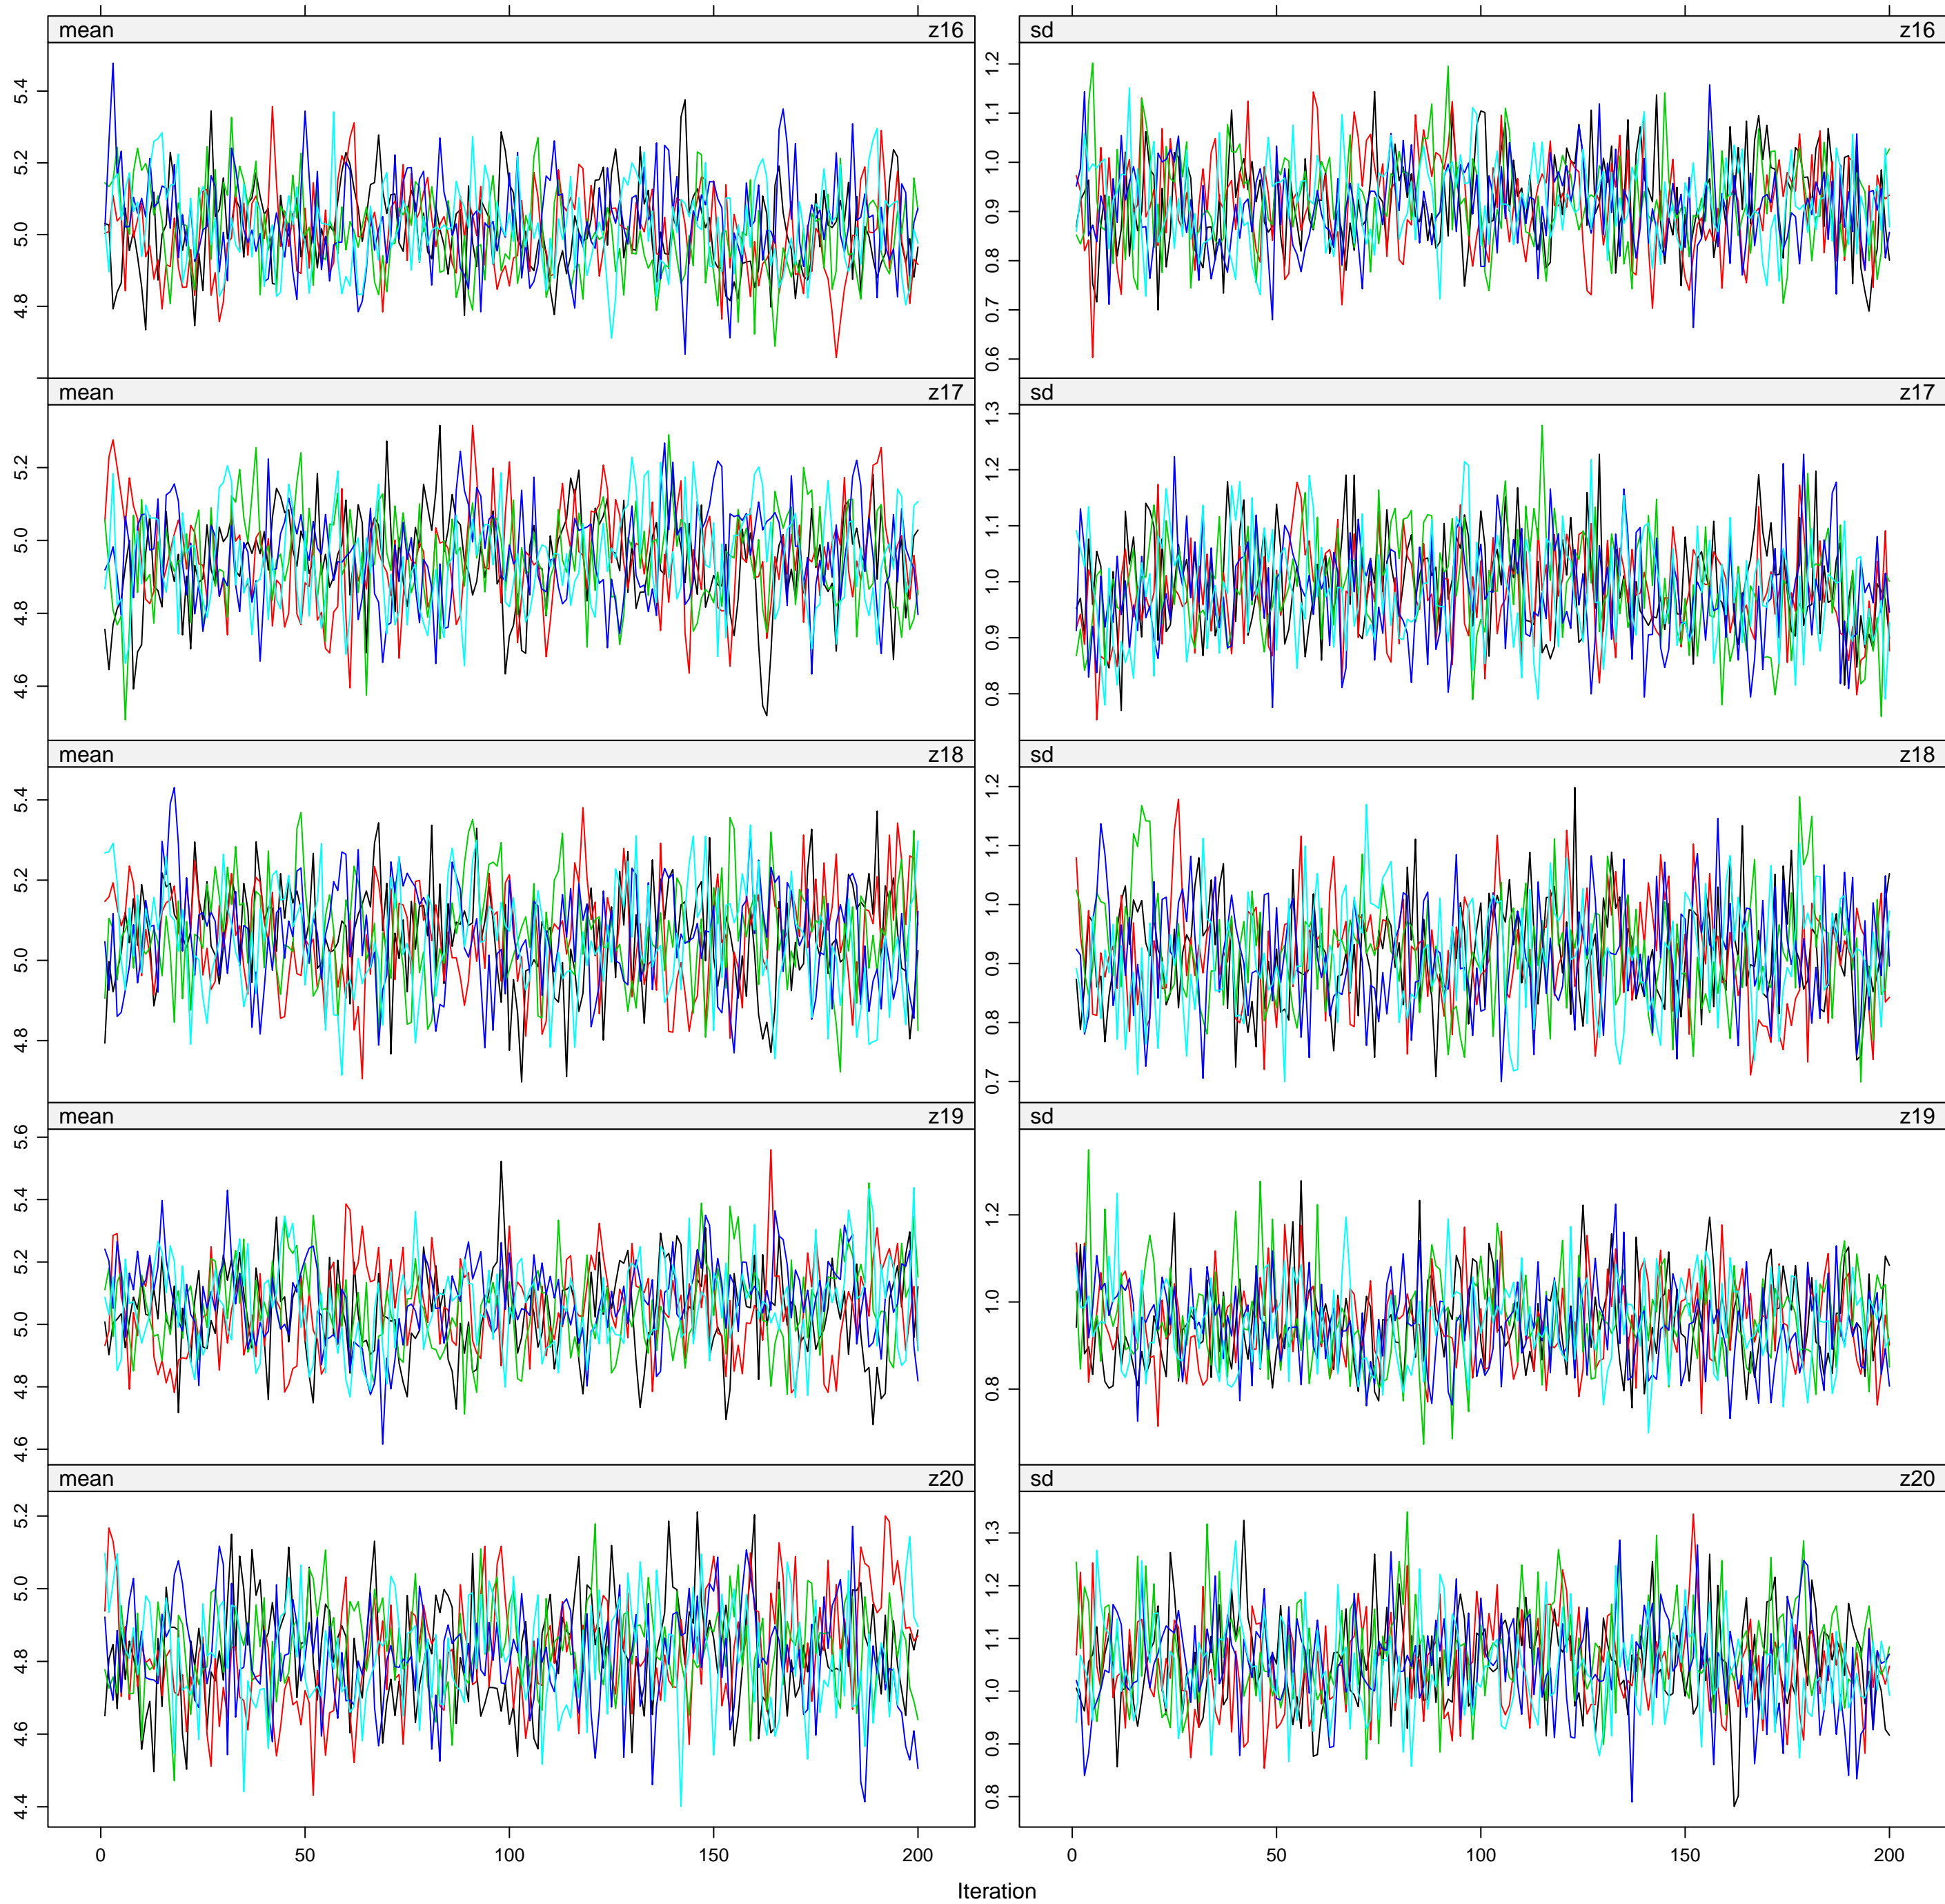 mean z16 sd z16
4.8 5.0 5.2 5.4
0.6 0.7 0.8 0.9 1.0 1.1 1.2
mean z17 sd z17
4.6 4.8 5.0 5.2
0.8 0.9 1.0 1.1 1.2 1.3
mean z18 sd z18
4.8 5.0 5.2 5.4
0.7 0.8 0.9 1.0 1.1 1.2
mean z19 sd z19
4.6 4.8 5.0 5.2 5.4 5.6
0.8 1.0 1.2
mean z20 sd z20
4.4 4.6 4.8 5.0 5.2
0.8 0.9 1.0 1.1 1.2 1.3
0 50 100 150 200 0 50 100 150 200
Iteration